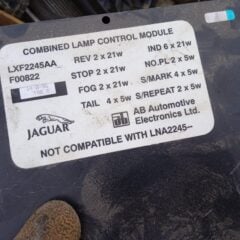 COMBINED LAMP CONTROL MODULE
LXF2245AA REV 2 x 21w IND 6 x 21w
F00822 STOP 2 x 21w NO.PL 2 x 5w
FOG 2 x 21w S/MARK 4 x 5w
TAIL 4 x 5w S/REPEAT 2 x 5w
JAGUAR ab AB Automotive
Electronics Ltd.
NOT COMPATIBLE WITH LNA2245--